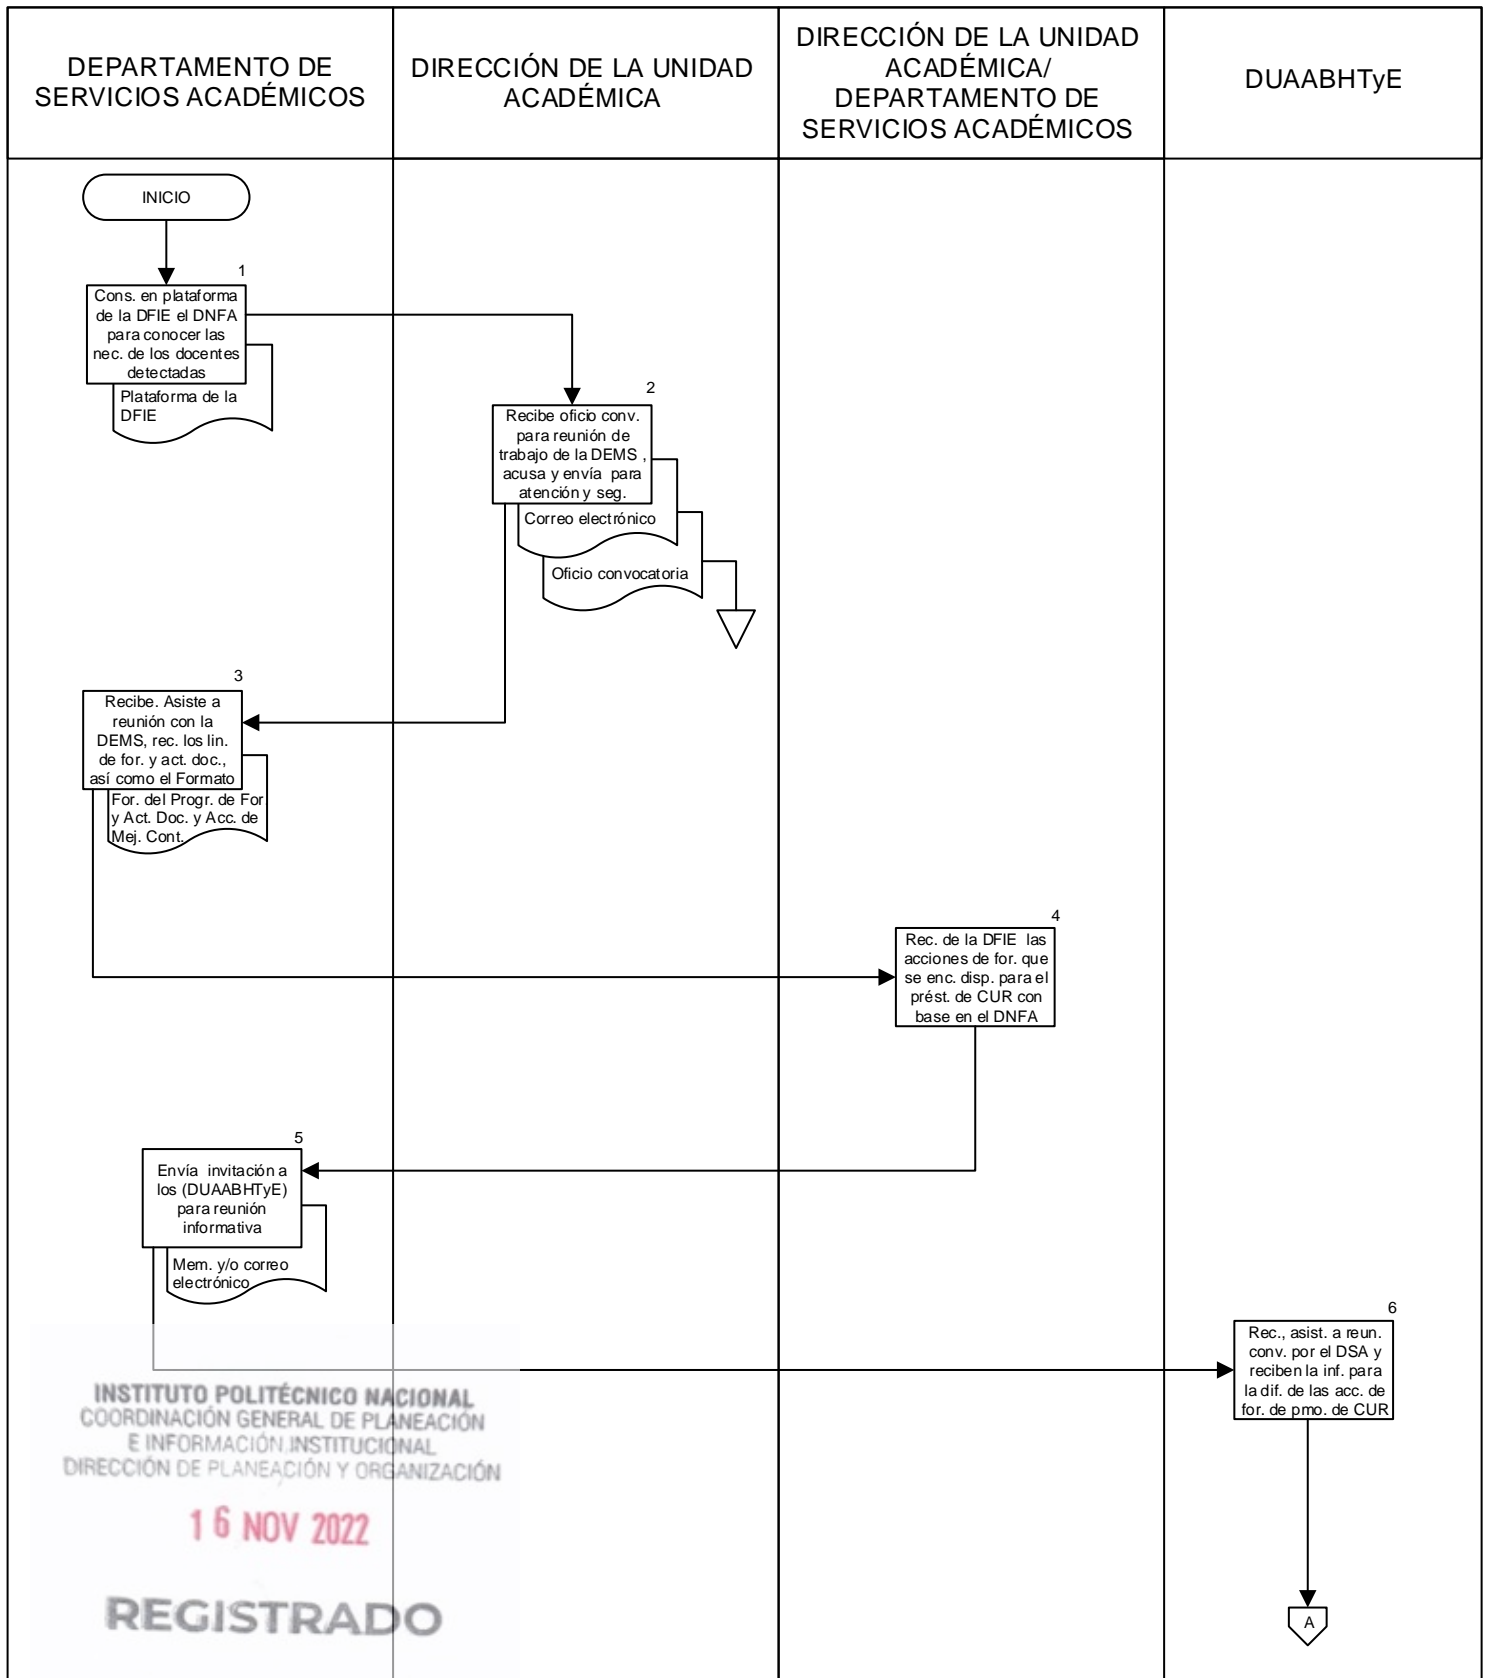 DEPARTAMENTO DE
SERVICIOS ACADÉMICOS
DIRECCIÓN DE LA UNIDAD
ACADÉMICA
DIRECCIÓN DE LA UNIDAD
ACADÉMICA/
DEPARTAMENTO DE
SERVICIOS ACADÉMICOS
DUAABHTyE
INICIO
1
Cons. en plataforma
de la DFIE el DNFA
para conocer las
nec. de los docentes
detectadas
Plataforma de la
DFIE
2
Recibe oficio conv.
para reunión de
trabajo de la DEMS ,
acusa y envía para
atención y seg.
Correo electrónico
Oficio convocatoria
3
Recibe. Asiste a
reunión con la
DEMS, rec. los lin.
de for. y act. doc.,
así como el Formato
For. del Progr. de For
y Act. Doc. y Acc. de
Mej. Cont.
4
Rec. de la DFIE las
acciones de for. que
se enc. disp. para el
prést. de CUR con
base en el DNFA
5
Envía invitación a
los (DUAABHTyE)
para reunión
informativa
Mem. y/o correo
electrónico
6
Rec., asist. a reun.
conv. por el DSA y
reciben la inf. para
la dif. de las acc. de
for. de pmo. de CUR
A
INSTITUTO POLITÉCNICO NACIONAL
COORDINACIÓN GENERAL DE PLANEACIÓN
E INFORMACIÓN INSTITUCIONAL
DIRECCIÓN DE PLANEACIÓN Y ORGANIZACIÓN
16 NOV 2022
REGISTRADO